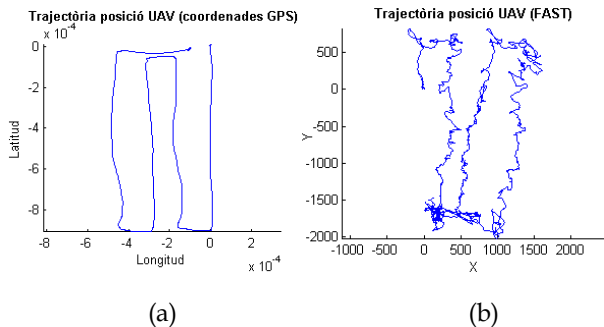 Trajectòria posició UAV (coordenades GPS)
x 10⁻⁴
0
-2
-4
-6
-8
Latitud
-8 -6 -4 -2 0 2
Longitud
x 10⁻⁴
(a)
Trajectòria posició UAV (FAST)
500
0
-500
-1000
-1500
-2000
Y
-1000 -500 0 500 1000 1500 2000
X
(b)